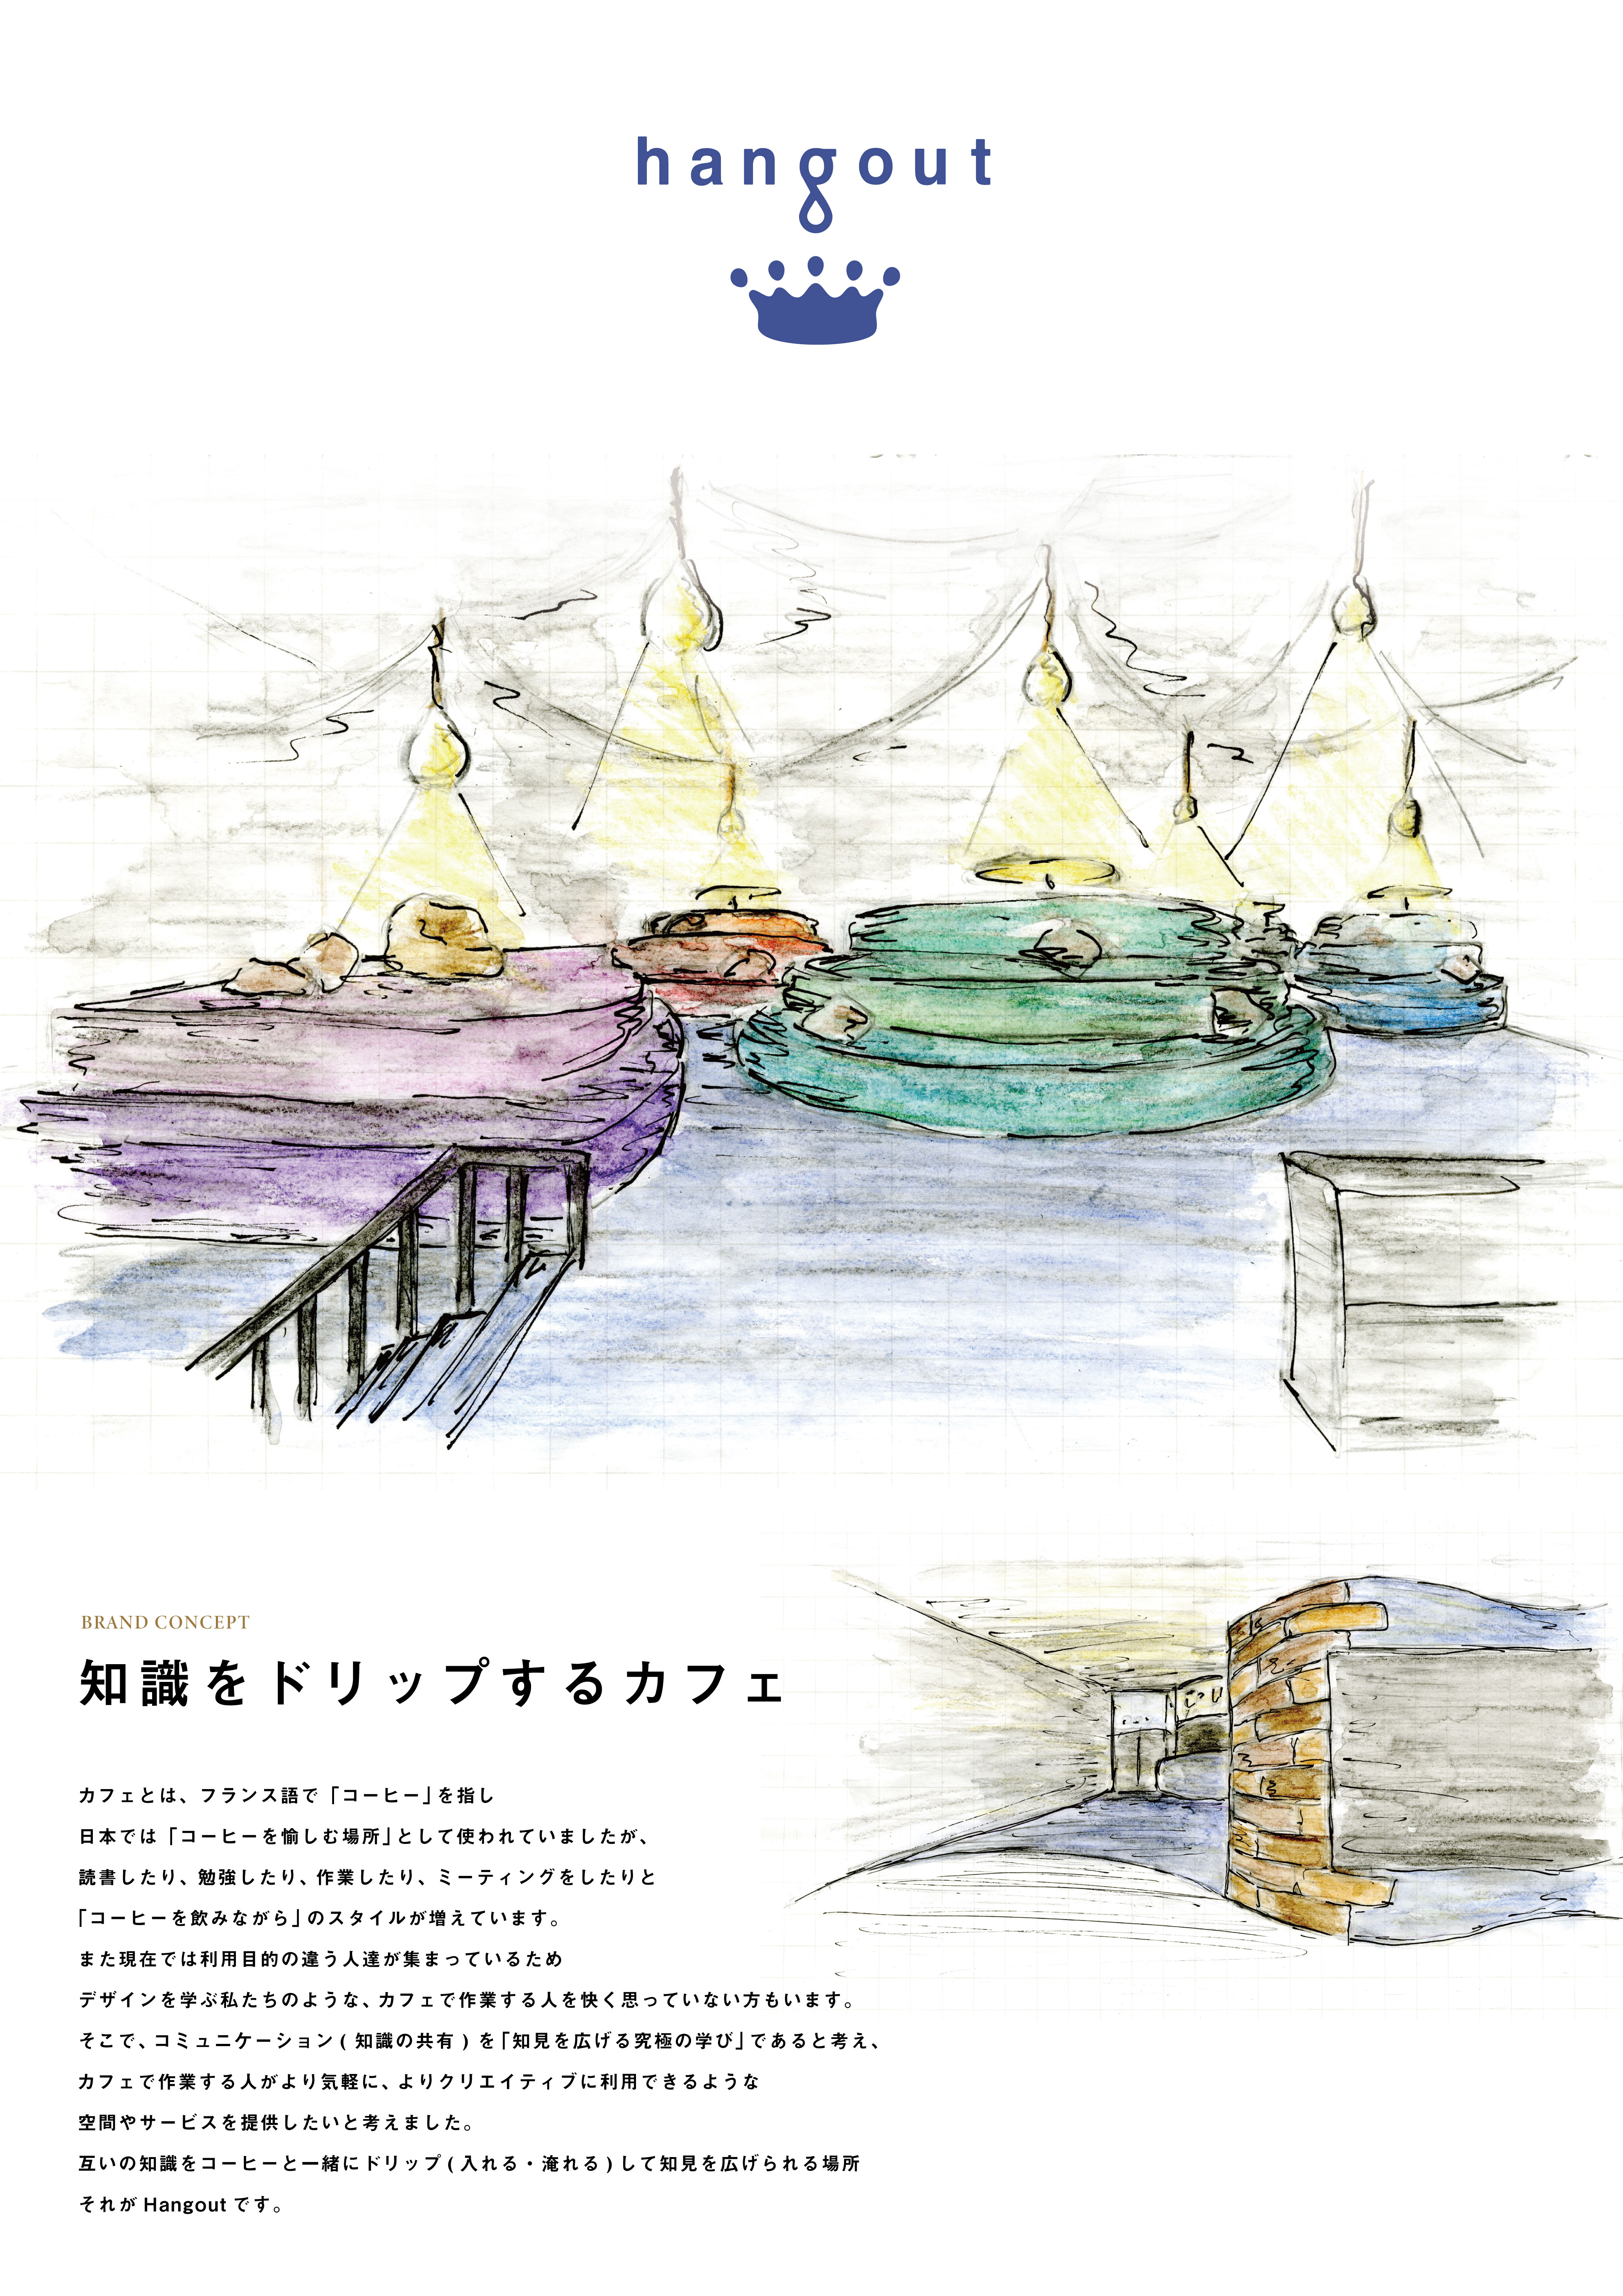 hangout
BRAND CONCEPT
知識をドリップするカフェ
カフェとは、フランス語で「コーヒー」を指し
日本では「コーヒーを愉しむ場所」として使われていましたが、
読書したり、勉強したり、作業したり、ミーティングをしたりと
「コーヒーを飲みながら」のスタイルが増えています。
また現在では利用目的の違う人達が集まっているため
デザインを学ぶ私たちのような、カフェで作業する人を快く思っていない方もいます。
そこで、コミュニケーション( 知識の共有 ) を「知見を広げる究極の学び」であると考え、
カフェで作業する人がより気軽に、よりクリエイティブに利用できるような
空間やサービスを提供したいと考えました。
互いの知識をコーヒーと一緒にドリップ( 入れる・淹れる ) して知見を広げられる場所
それが Hangout です。